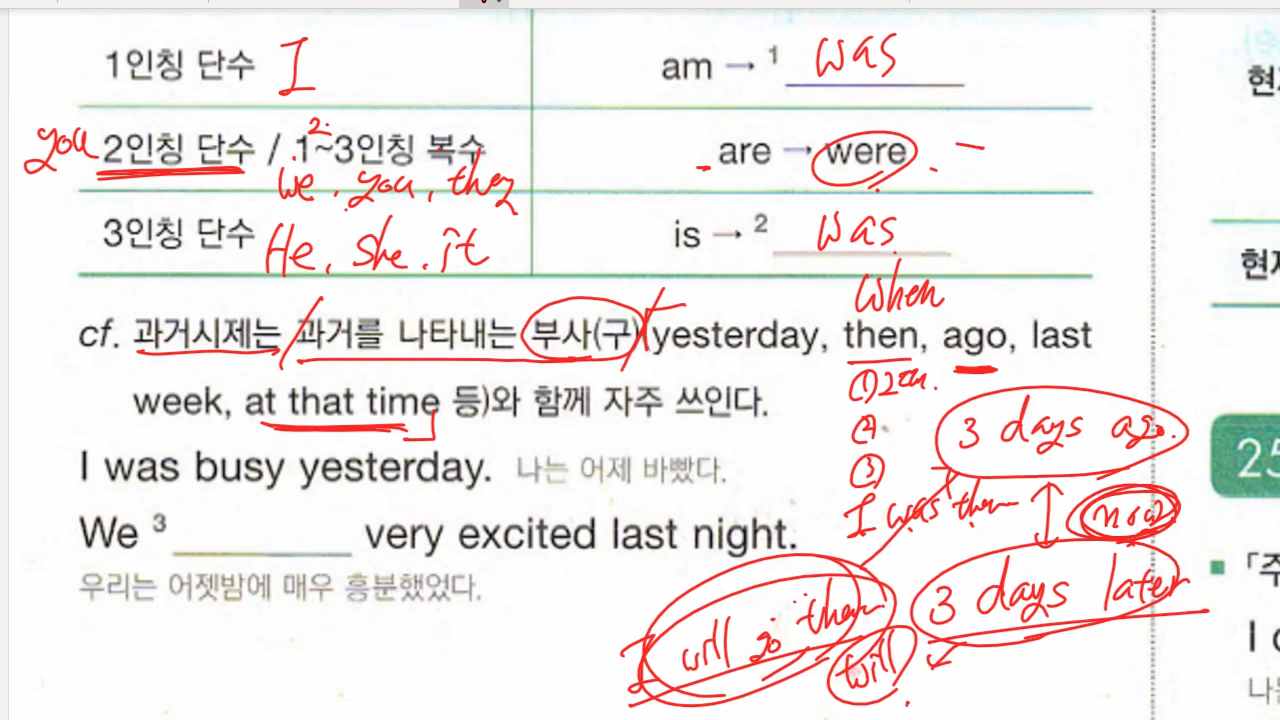 1인칭 단수 I am → 1 was
you 2인칭 단수 / 1~3인칭 복수 are → were
2.
we, you, they
3인칭 단수 He, she, it is → 2 was
when
cf. 과거시제는 과거를 나타내는 부사(구)(yesterday, then, ago, last
week, at that time 등)와 함께 자주 쓰인다.
①
②
③
3 days ago.
I was busy yesterday. 나는 어제 바빴다.
I was then
now
We 3 very excited last night.
우리는 어젯밤에 매우 흥분했었다.
3 days later
I will go then
will
25